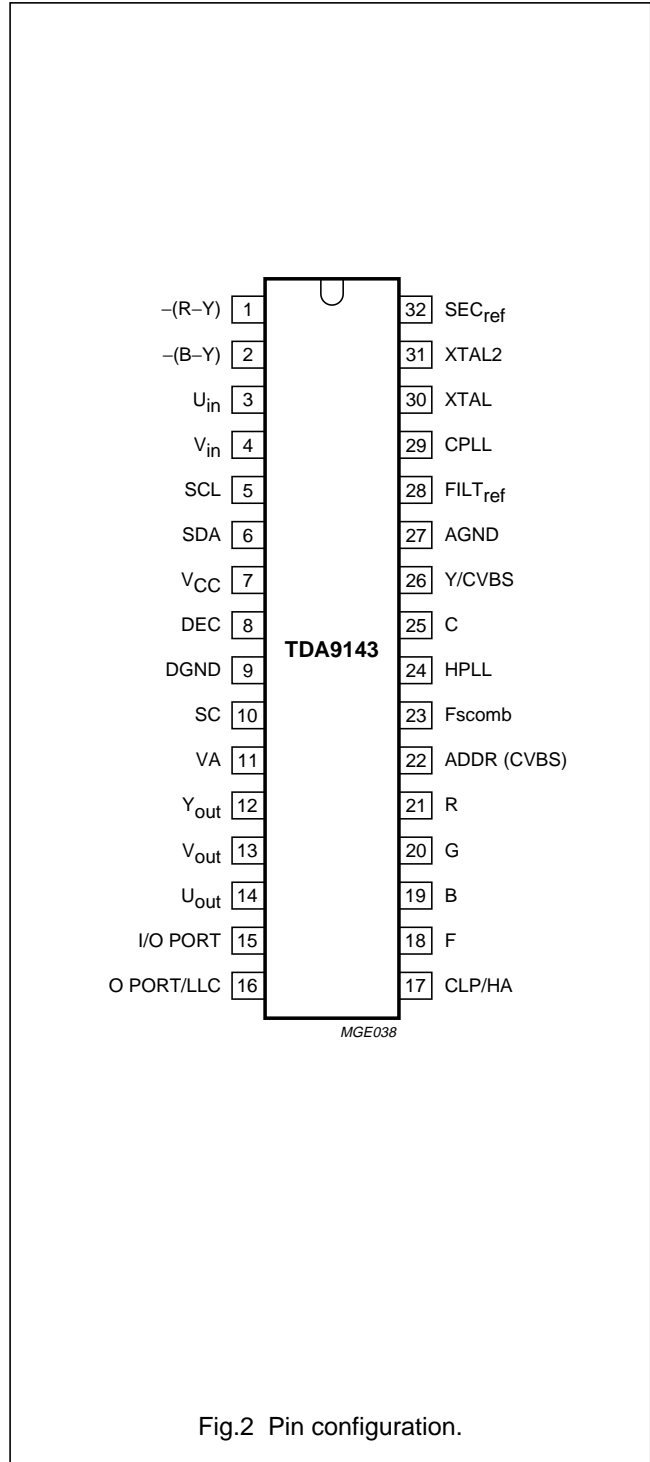 –(R–Y) 1 32 SECref
–(B–Y) 2 31 XTAL2
Uin 3 30 XTAL
Vin 4 29 CPLL
SCL 5 28 FILTref
SDA 6 27 AGND
VCC 7 26 Y/CVBS
DEC 8 25 C
TDA9143
DGND 9 24 HPLL
SC 10 23 Fscomb
VA 11 22 ADDR (CVBS)
Yout 12 21 R
Vout 13 20 G
Uout 14 19 B
I/O PORT 15 18 F
O PORT/LLC 16 17 CLP/HA
MGE038
Fig.2 Pin configuration.